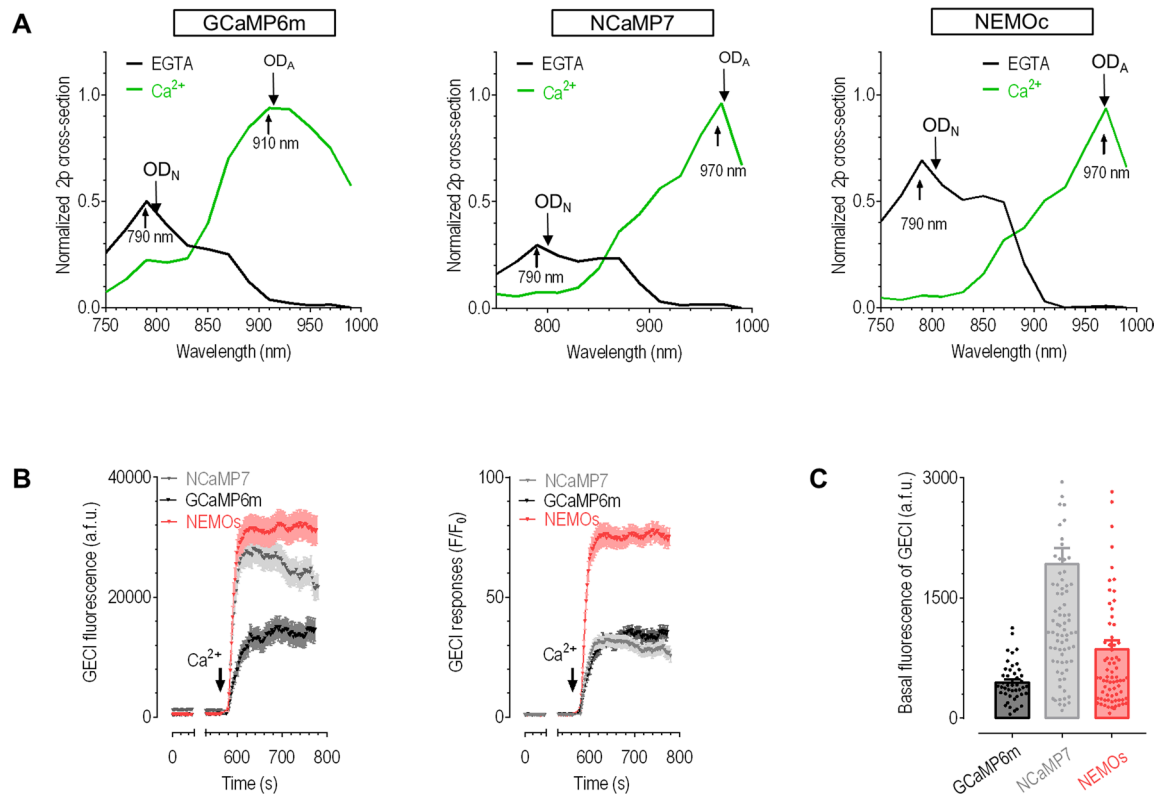 A
GCaMP6m
NCaMP7
NEMOc
Normalized 2p cross-section
EGTA
Ca2+
ODA
910 nm
ODN
790 nm
1.0
0.5
0.0
750 800 850 900 950 1000
Wavelength (nm)
Normalized 2p cross-section
EGTA
Ca2+
ODA
970 nm
ODN
790 nm
1.0
0.5
0.0
800 900 1000
Wavelength (nm)
Normalized 2p cross-section
EGTA
Ca2+
ODA
970 nm
ODN
790 nm
1.0
0.5
0.0
750 800 850 900 950 1000
Wavelength (nm)
B
GECI fluorescence (a.f.u.)
40000
20000
0
NCaMP7
GCaMP6m
NEMOs
Ca2+
0 600 700 800
Time (s)
GECI responses (F/F0)
100
50
0
NCaMP7
GCaMP6m
NEMOs
Ca2+
0 600 700 800
Time (s)
C
Basal fluorescence of GECI (a.f.u.)
3000
1500
0
GCaMP6m
NCaMP7
NEMOs